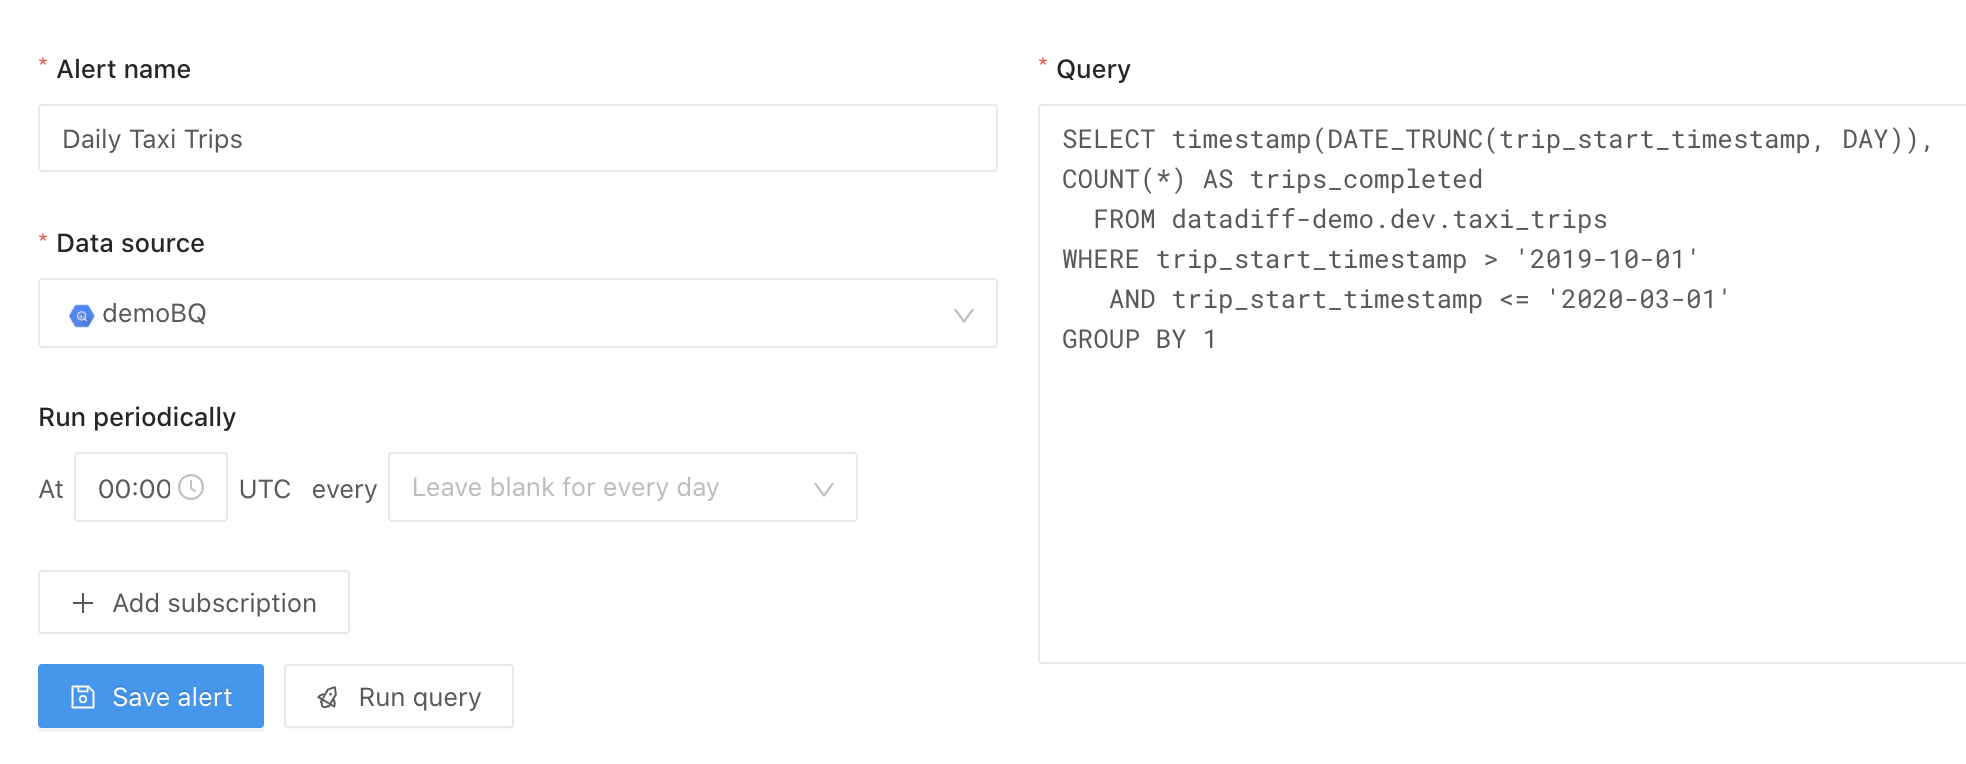 * Alert name
Daily Taxi Trips
* Data source
demoBQ
Run periodically
At 00:00 UTC every Leave blank for every day
+ Add subscription
Save alert Run query
* Query
SELECT timestamp(DATE_TRUNC(trip_start_timestamp, DAY)),
COUNT(*) AS trips_completed
  FROM datadiff-demo.dev.taxi_trips
WHERE trip_start_timestamp > '2019-10-01'
   AND trip_start_timestamp <= '2020-03-01'
GROUP BY 1